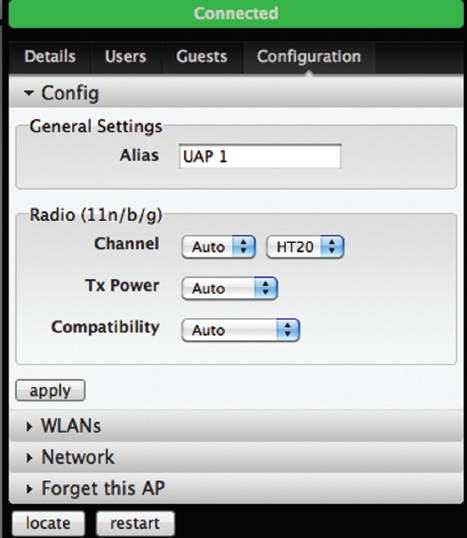 Connected
Details Users Guests Configuration
Config
General Settings
Alias UAP 1
Radio (11n/b/g)
Channel Auto HT20
Tx Power Auto
Compatibility Auto
apply
WLANs
Network
Forget this AP
locate restart